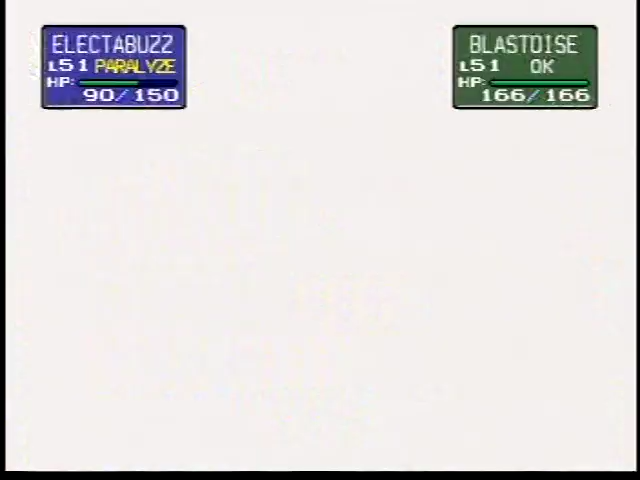 ELECTABUZZ
L51 PARALYZE
HP:
90/150
BLASTOISE
L51 OK
HP:
166/166